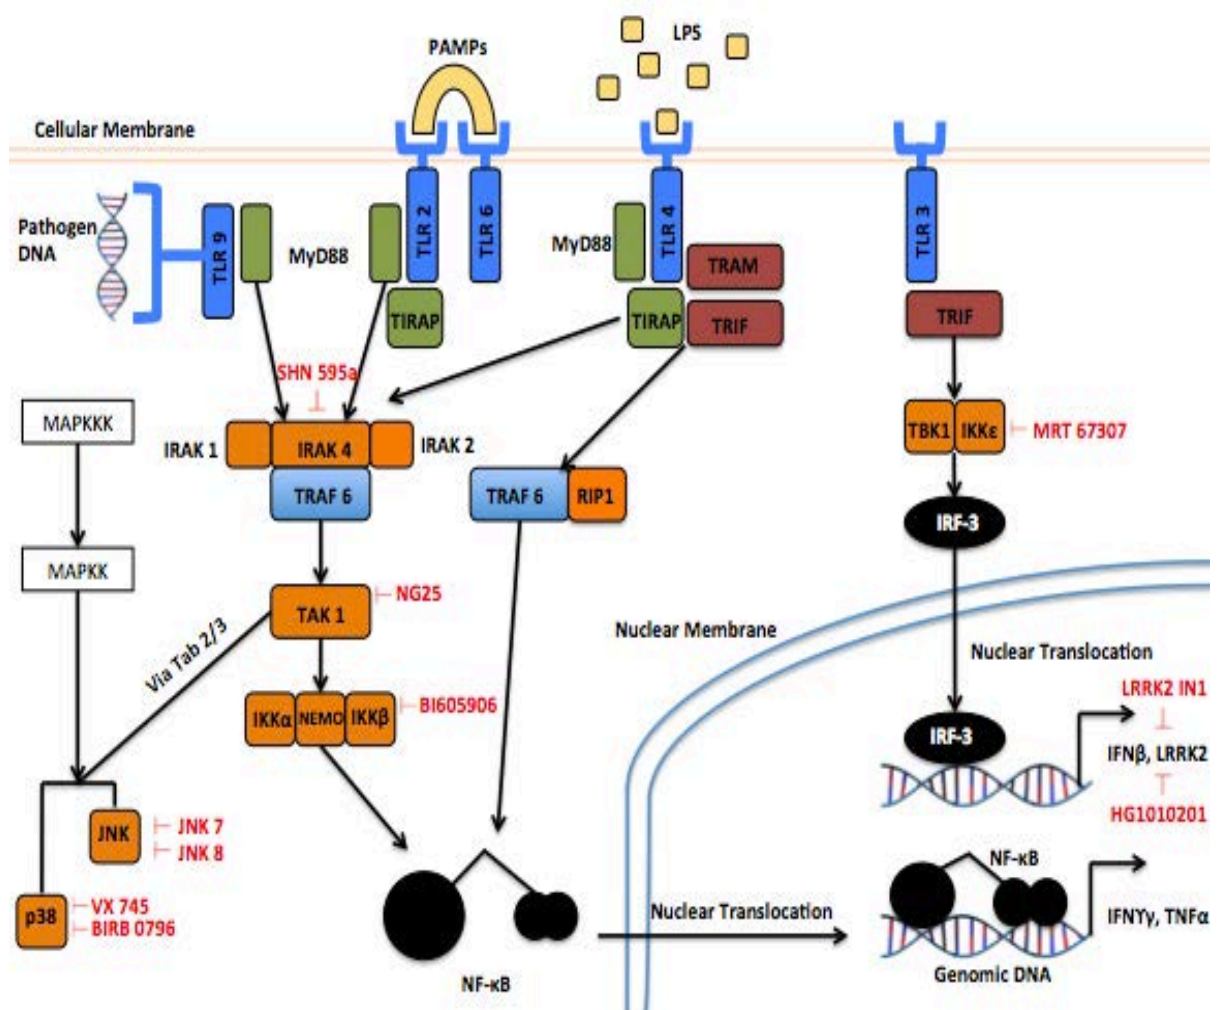 PAMPs
LPS
Cellular Membrane
Pathogen
DNA
TLR 9
MyD88
TLR 2
TLR 6
TIRAP
MyD88
TLR 4
TRAM
TIRAP
TRIF
TLR 3
TRIF
SHN 595a
MAPKKK
IRAK 1
IRAK 4
IRAK 2
TRAF 6
TRAF 6
RIP1
TBK1
IKKε
MRT 67307
IRF-3
MAPKK
TAK 1
NG25
Via Tab 2/3
Nuclear Membrane
Nuclear Translocation
IKKα
NEMO
IKKβ
BI605906
LRRK2 IN1
IRF-3
IFNβ, LRRK2
HG1010201
JNK
JNK 7
JNK 8
p38
VX 745
BIRB 0796
NF-κB
Nuclear Translocation
NF-κB
IFNYγ, TNFα
Genomic DNA